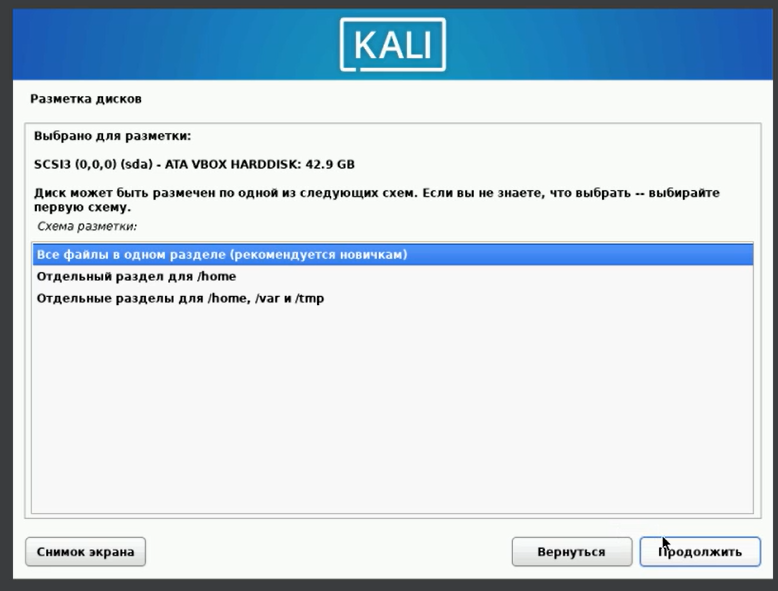 KALI
Разметка дисков
Выбрано для разметки:
SCSI3 (0,0,0) (sda) - ATA VBOX HARDDISK: 42.9 GB
Диск может быть размечен по одной из следующих схем. Если вы не знаете, что выбрать -- выбирайте
первую схему.
Схема разметки:
Все файлы в одном разделе (рекомендуется новичкам)
Отдельный раздел для /home
Отдельные разделы для /home, /var и /tmp
Снимок экрана
Вернуться
Продолжить